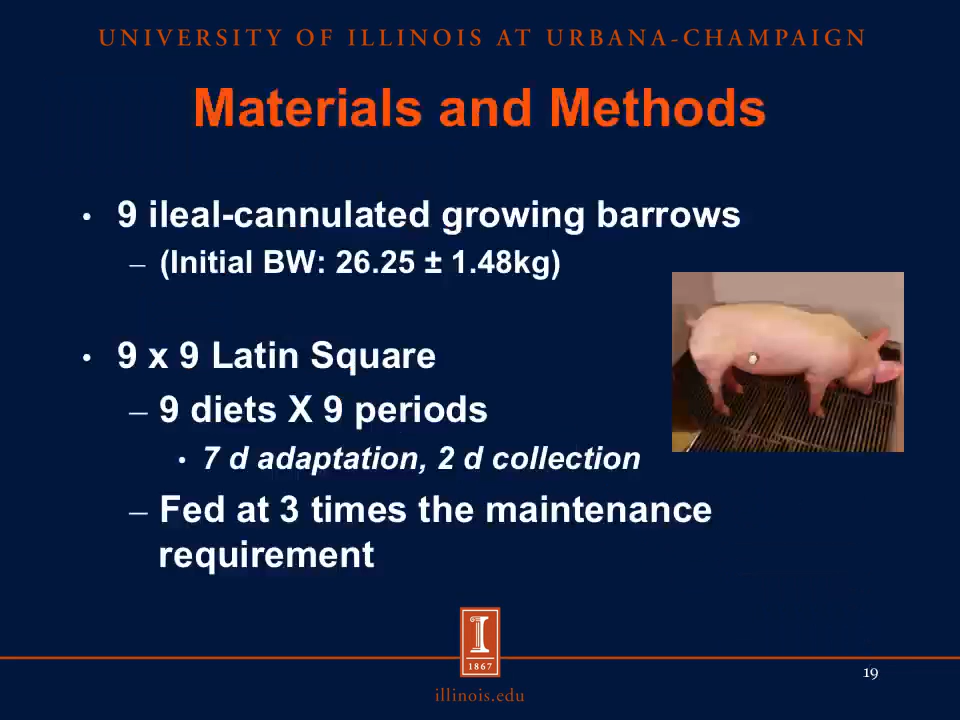 UNIVERSITY OF ILLINOIS AT URBANA-CHAMPAIGN
Materials and Methods
• 9 ileal-cannulated growing barrows
– (Initial BW: 26.25 ± 1.48kg)
• 9 x 9 Latin Square
– 9 diets X 9 periods
• 7 d adaptation, 2 d collection
– Fed at 3 times the maintenance
requirement
I
1867
19
illinois.edu